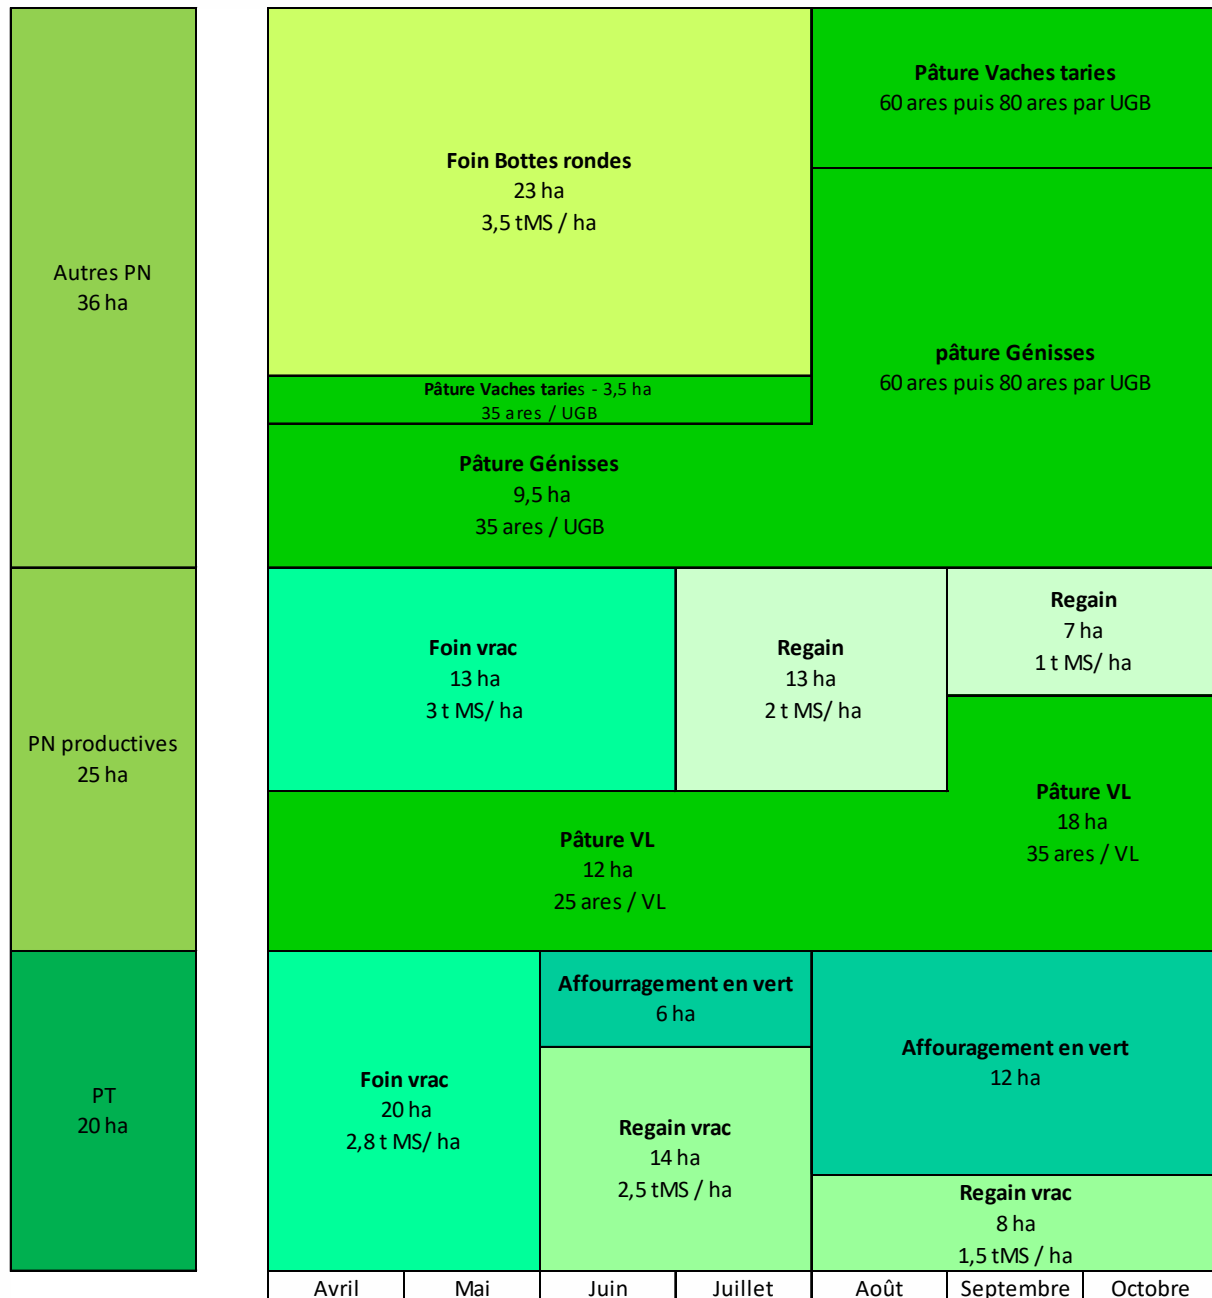 Autres PN
36 ha
Foin Bottes rondes
23 ha
3,5 tMS / ha
Pâture Vaches taries
60 ares puis 80 ares par UGB
Pâture Vaches taries - 3,5 ha
35 ares / UGB
pâture Génisses
60 ares puis 80 ares par UGB
Pâture Génisses
9,5 ha
35 ares / UGB
PN productives
25 ha
Foin vrac
13 ha
3 t MS/ ha
Regain
13 ha
2 t MS/ ha
Regain
7 ha
1 t MS/ ha
Pâture VL
12 ha
25 ares / VL
Pâture VL
18 ha
35 ares / VL
PT
20 ha
Foin vrac
20 ha
2,8 t MS/ ha
Affourragement en vert
6 ha
Regain vrac
14 ha
2,5 tMS / ha
Affouragement en vert
12 ha
Regain vrac
8 ha
1,5 tMS / ha
Avril Mai Juin Juillet Août Septembre Octobre